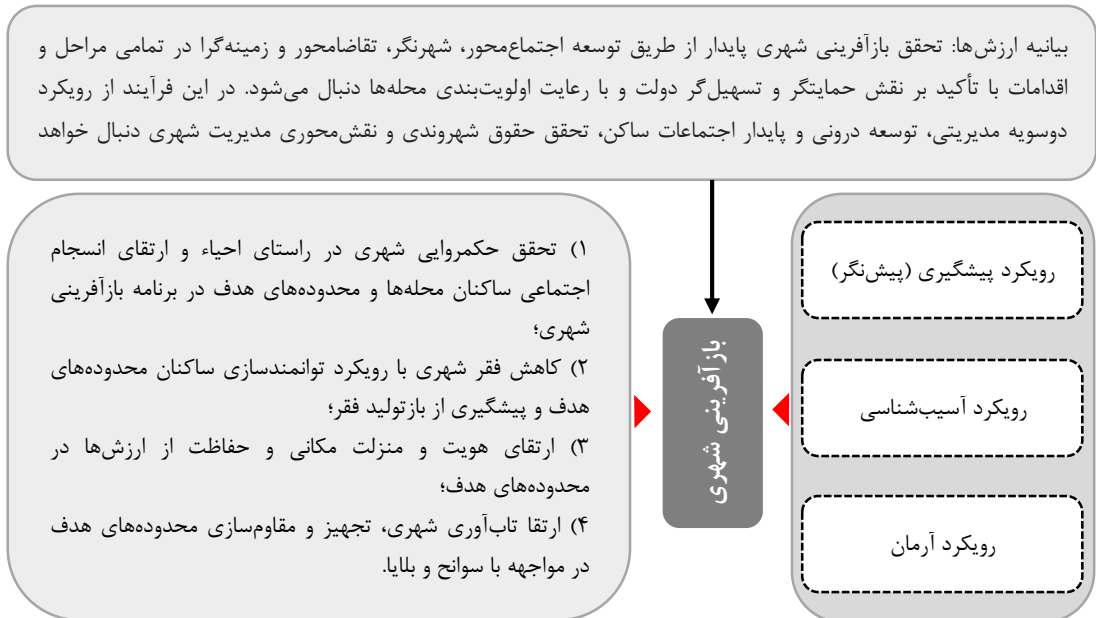 بیانیه ارزش‌ها: تحقق بازآفرینی شهری پایدار از طریق توسعه اجتماع‌محور، شهرنگر، تقاضامحور و زمینه‌گرا در تمامی مراحل و
اقدامات با تأکید بر نقش حمایتگر و تسهیل‌گر دولت و با رعایت اولویت‌بندی محله‌ها دنبال می‌شود. در این فرآیند از رویکرد
دوسویه مدیریتی، توسعه درونی و پایدار اجتماعات ساکن، تحقق حقوق شهروندی و نقش‌محوری مدیریت شهری دنبال خواهد
رویکرد پیشگیری (پیش‌نگر)
رویکرد آسیب‌شناسی
رویکرد آرمان
بازآفرینی شهری
۱) تحقق حکمروایی شهری در راستای احیاء و ارتقای انسجام
اجتماعی ساکنان محله‌ها و محدوده‌های هدف در برنامه بازآفرینی
شهری؛
۲) کاهش فقر شهری با رویکرد توانمندسازی ساکنان محدوده‌های
هدف و پیشگیری از بازتولید فقر؛
۳) ارتقای هویت و منزلت مکانی و حفاظت از ارزش‌ها در
محدوده‌های هدف؛
۴) ارتقا تاب‌آوری شهری، تجهیز و مقاوم‌سازی محدوده‌های هدف
در مواجهه با سوانح و بلایا.